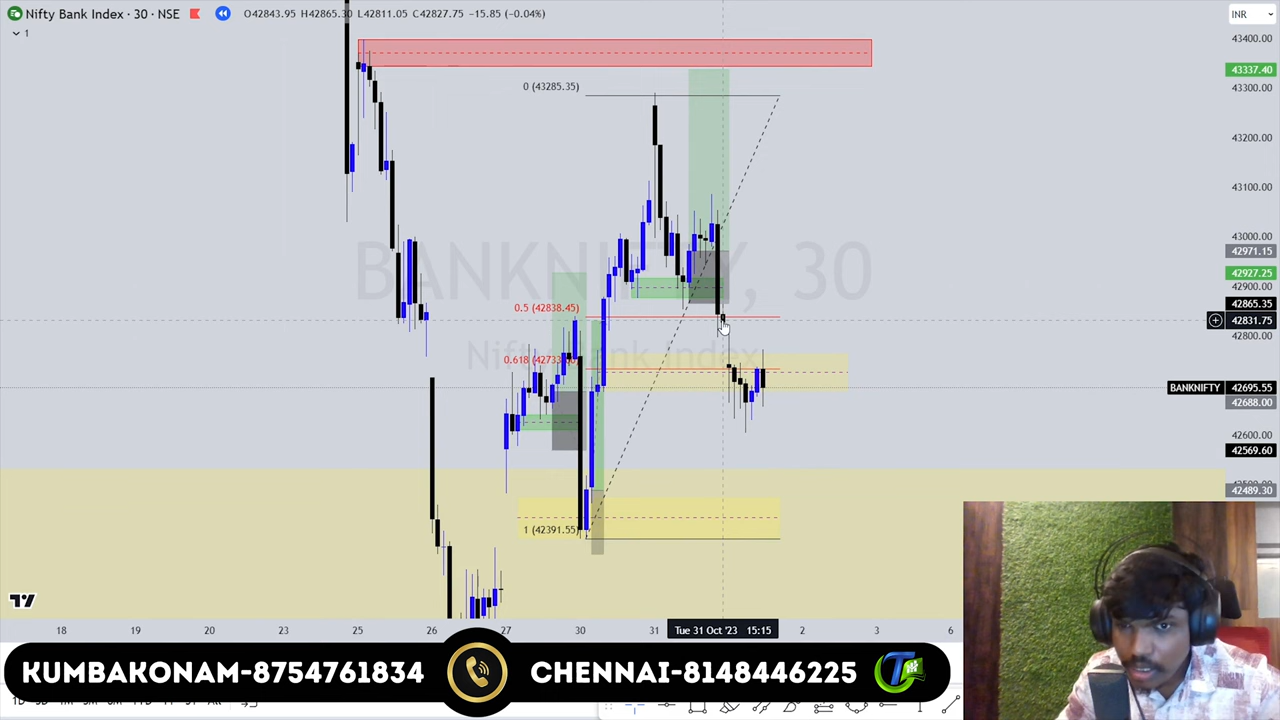 Nifty Bank Index · 30 · NSE
O42843.95 H42865.30 L42811.05 C42827.75 −15.85 (−0.04%)
1
INR
43400.00
43337.40
43300.00
43200.00
43100.00
43000.00
42971.15
42927.25
42900.00
42865.35
42831.75
42800.00
BANKNIFTY 42695.55
42688.00
42600.00
42569.60
42489.30
0 (43285.35)
BANKNIFTY, 30
Nifty Bank Index
0.5 (42838.45)
1 (42391.55)
18 19 20 23 24 25 26 27 30 31 Tue 31 Oct '23 15:15 2 3 6
KUMBAKONAM-8754761834
CHENNAI-8148446225